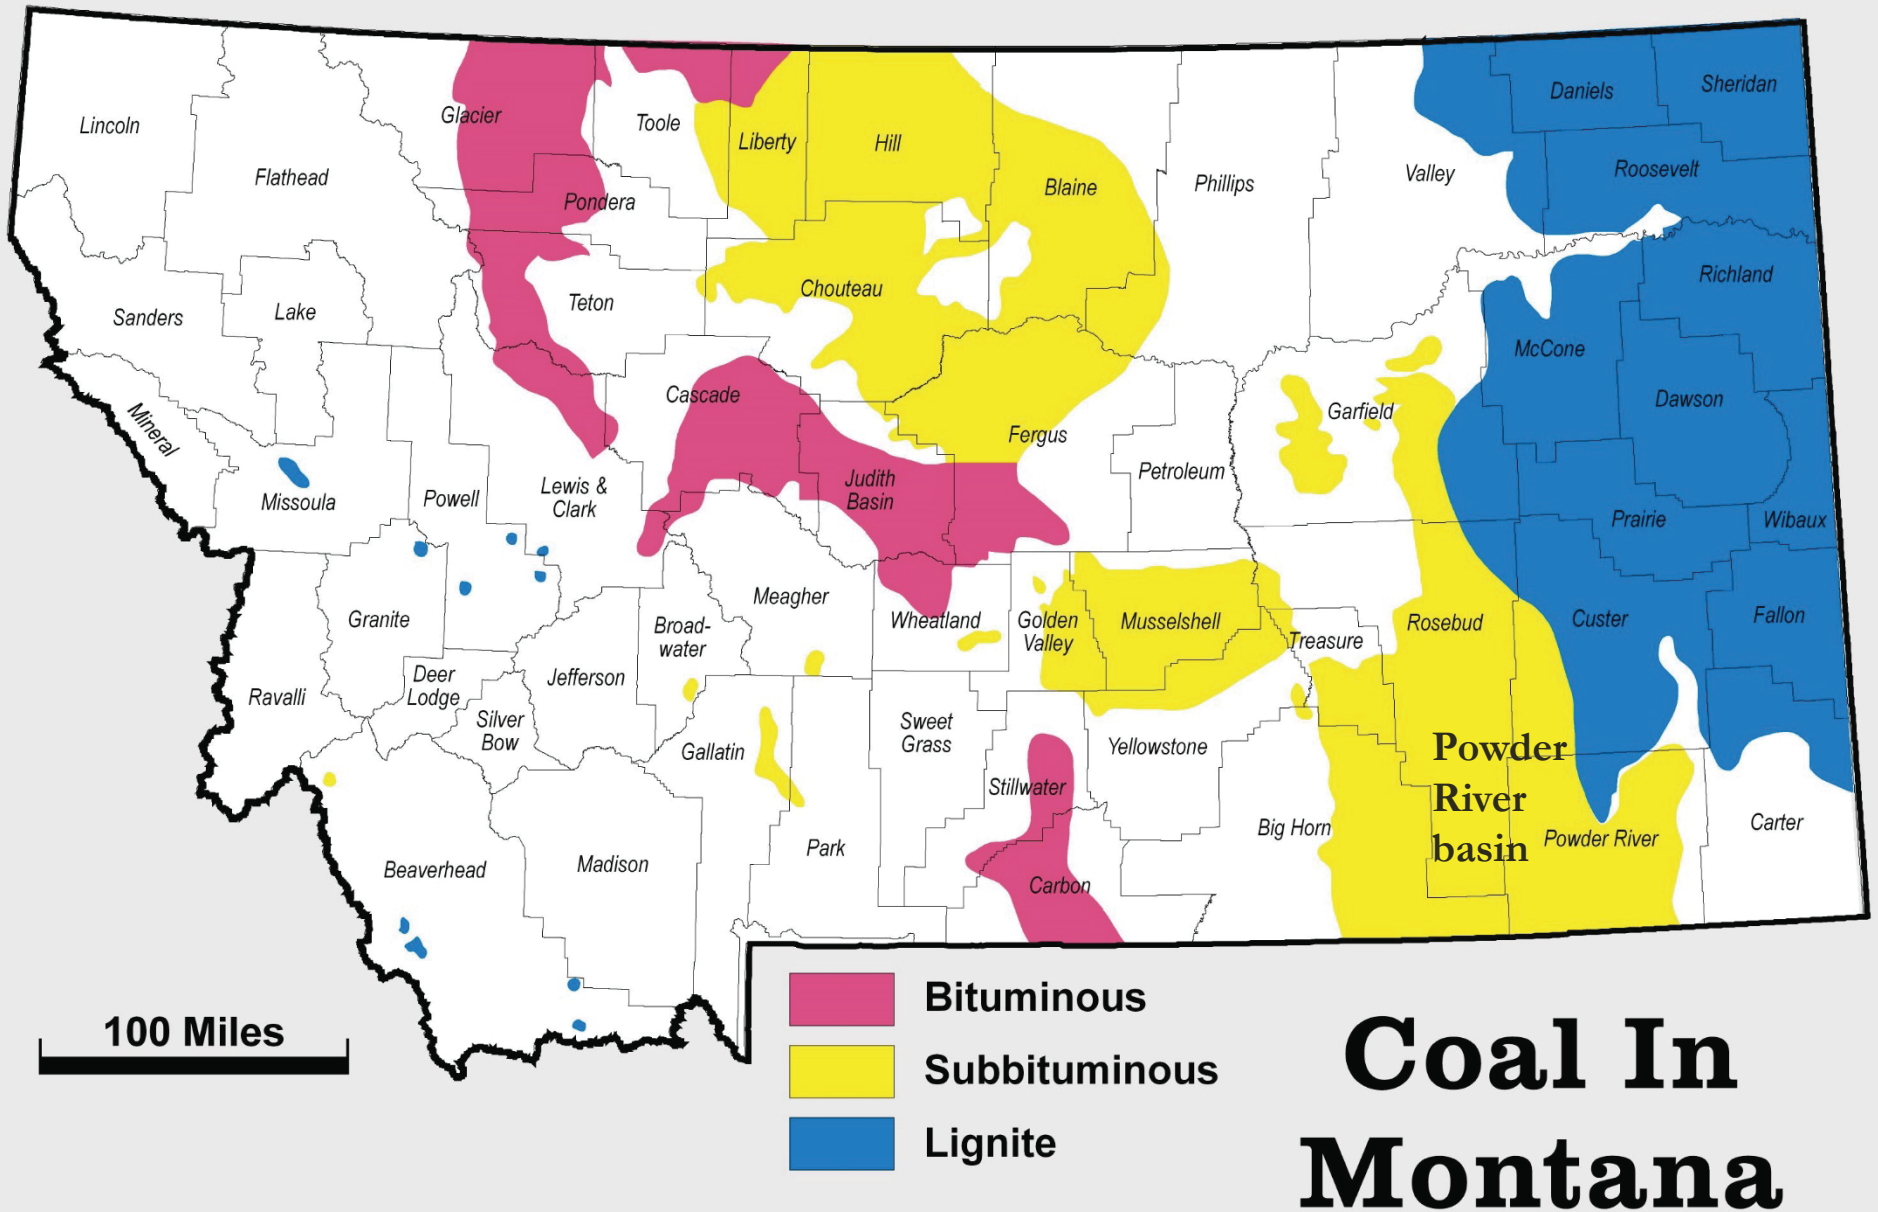 Lincoln
Flathead
Glacier
Toole
Liberty
Hill
Blaine
Phillips
Valley
Daniels
Sheridan
Roosevelt
Pondera
Sanders
Lake
Teton
Chouteau
Richland
McCone
Mineral
Missoula
Powell
Lewis &
Clark
Cascade
Judith
Basin
Fergus
Petroleum
Garfield
Dawson
Prairie
Wibaux
Ravalli
Granite
Deer
Lodge
Silver
Bow
Jefferson
Broad-
water
Meagher
Wheatland
Golden
Valley
Musselshell
Treasure
Rosebud
Custer
Fallon
Beaverhead
Madison
Gallatin
Park
Sweet
Grass
Stillwater
Carbon
Yellowstone
Big Horn
Powder
River
basin
Powder River
Carter
100 Miles
Bituminous
Subbituminous
Lignite
Coal In
Montana